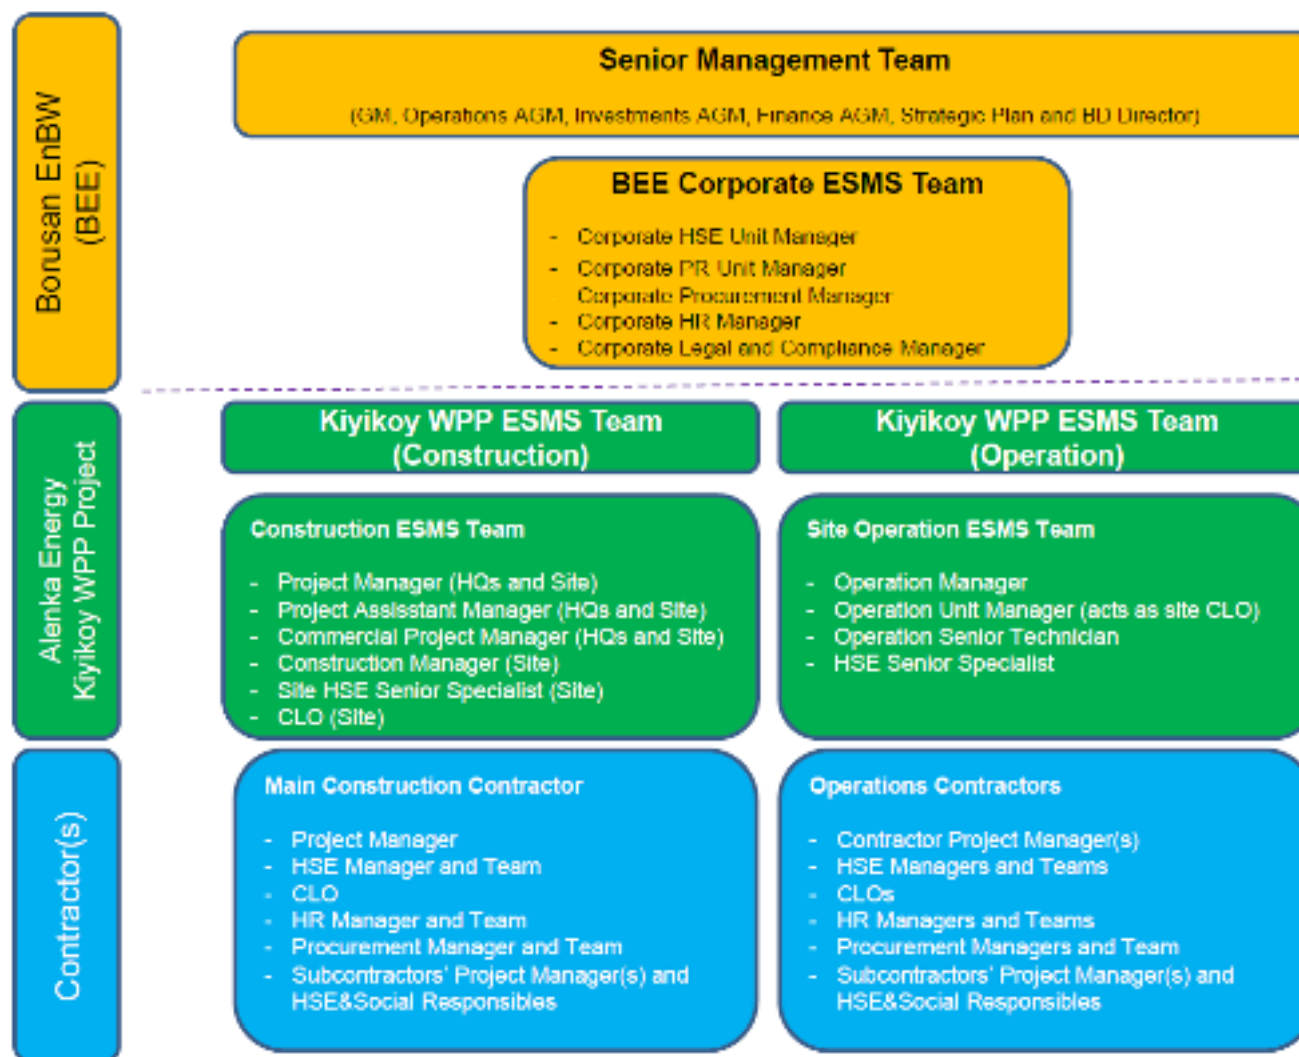 Borusan EnBW
(BEE)
Senior Management Team
(GM, Operations AGM, Investments AGM, Finance AGM, Strategic Plan and BD Director)
BEE Corporate ESMS Team
- Corporate HSE Unit Manager
- Corporate PR Unit Manager
- Corporate Procurement Manager
- Corporate HR Manager
- Corporate Legal and Compliance Manager
Alenka Energy
Kiyikoy WPP Project
Kiyikoy WPP ESMS Team
(Construction)
Construction ESMS Team
- Project Manager (HQs and Site)
- Project Assisstant Manager (HQs and Site)
- Commercial Project Manager (HQs and Site)
- Construction Manager (Site)
- Site HSE Senior Specialist (Site)
- CLO (Site)
Kiyikoy WPP ESMS Team
(Operation)
Site Operation ESMS Team
- Operation Manager
- Operation Unit Manager (acts as site CLO)
- Operation Senior Technician
- HSE Senior Specialist
Contractor(s)
Main Construction Contractor
- Project Manager
- HSE Manager and Team
- CLO
- HR Manager and Team
- Procurement Manager and Team
- Subcontractors' Project Manager(s) and
HSE&Social Responsibles
Operations Contractors
- Contractor Project Manager(s)
- HSE Managers and Teams
- CLOs
- HR Managers and Teams
- Procurement Managers and Team
- Subcontractors' Project Manager(s) and
HSE&Social Responsibles